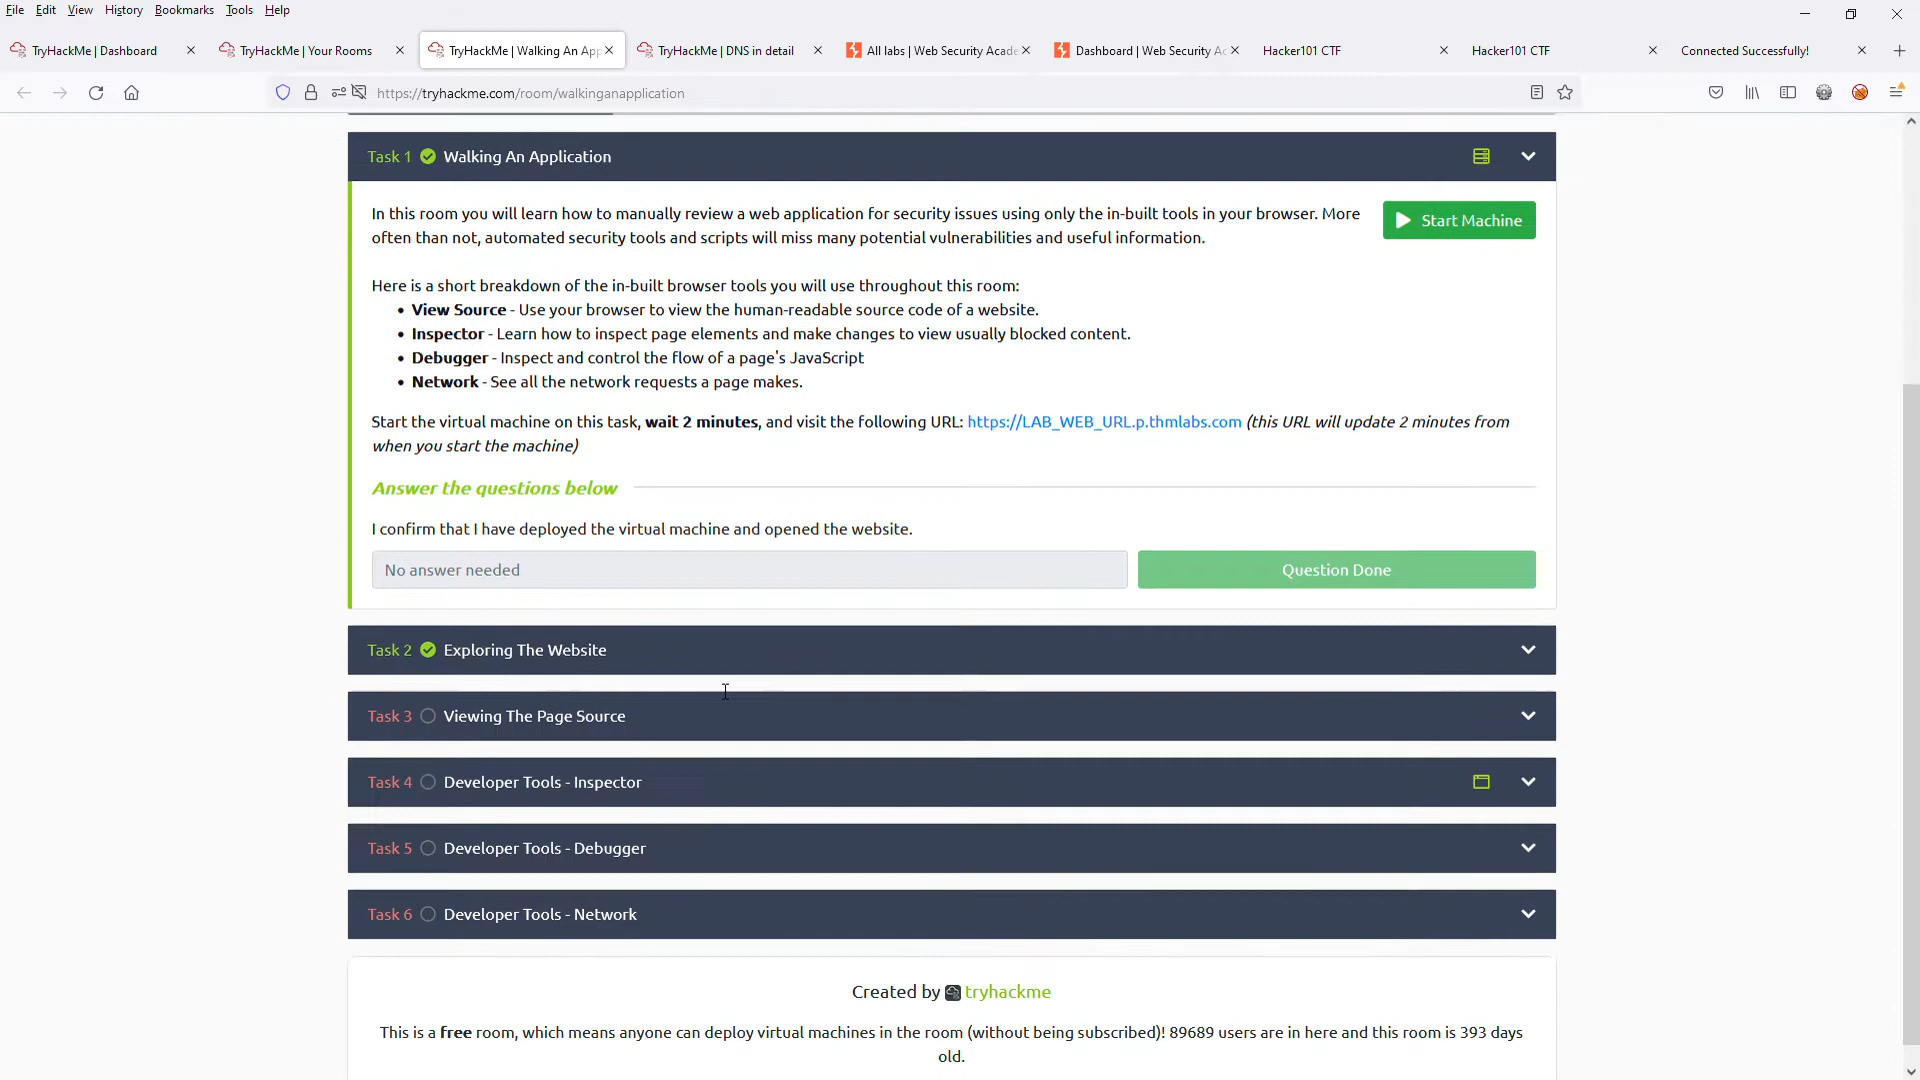 File Edit View History Bookmarks Tools Help
TryHackMe | Dashboard TryHackMe | Your Rooms TryHackMe | Walking An App TryHackMe | DNS in detail All labs | Web Security Acade Dashboard | Web Security Ac Hacker101 CTF Hacker101 CTF Connected Successfully!
https://tryhackme.com/room/walkinganapplication
Task 1 Walking An Application
In this room you will learn how to manually review a web application for security issues using only the in-built tools in your browser. More
often than not, automated security tools and scripts will miss many potential vulnerabilities and useful information.
Start Machine
Here is a short breakdown of the in-built browser tools you will use throughout this room:
• View Source - Use your browser to view the human-readable source code of a website.
• Inspector - Learn how to inspect page elements and make changes to view usually blocked content.
• Debugger - Inspect and control the flow of a page's JavaScript
• Network - See all the network requests a page makes.
Start the virtual machine on this task, wait 2 minutes, and visit the following URL: https://LAB_WEB_URL.p.thmlabs.com (this URL will update 2 minutes from
when you start the machine)
Answer the questions below
I confirm that I have deployed the virtual machine and opened the website.
No answer needed
Question Done
Task 2 Exploring The Website
Task 3 Viewing The Page Source
Task 4 Developer Tools - Inspector
Task 5 Developer Tools - Debugger
Task 6 Developer Tools - Network
Created by tryhackme
This is a free room, which means anyone can deploy virtual machines in the room (without being subscribed)! 89689 users are in here and this room is 393 days
old.